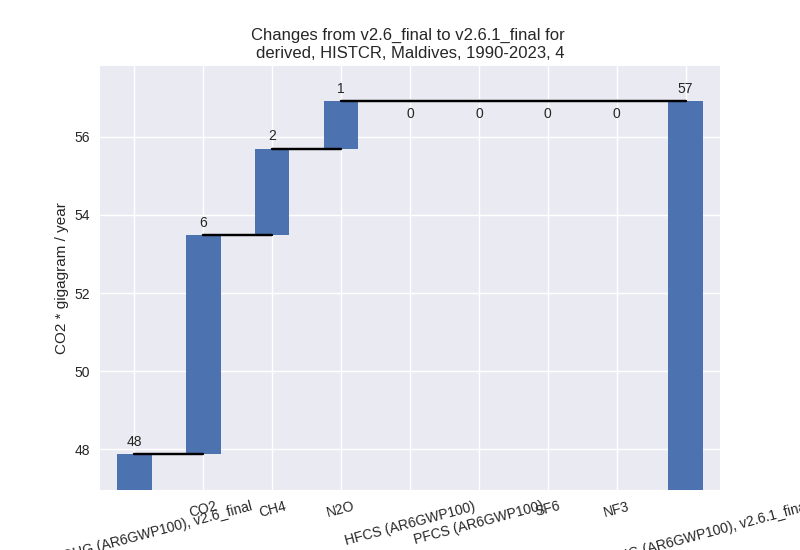 Changes from v2.6_final to v2.6.1_final for
derived, HISTCR, Maldives, 1990-2023, 4
CO2 * gigagram / year
56
54
52
50
48
48
6
2
1
0
0
0
0
57
(AR6GWP100), v2.6_final
CO2
CH4
N2O
HFCS (AR6GWP100)
PFCS (AR6GWP100)
SF6
NF3
(AR6GWP100), v2.6.1_fina